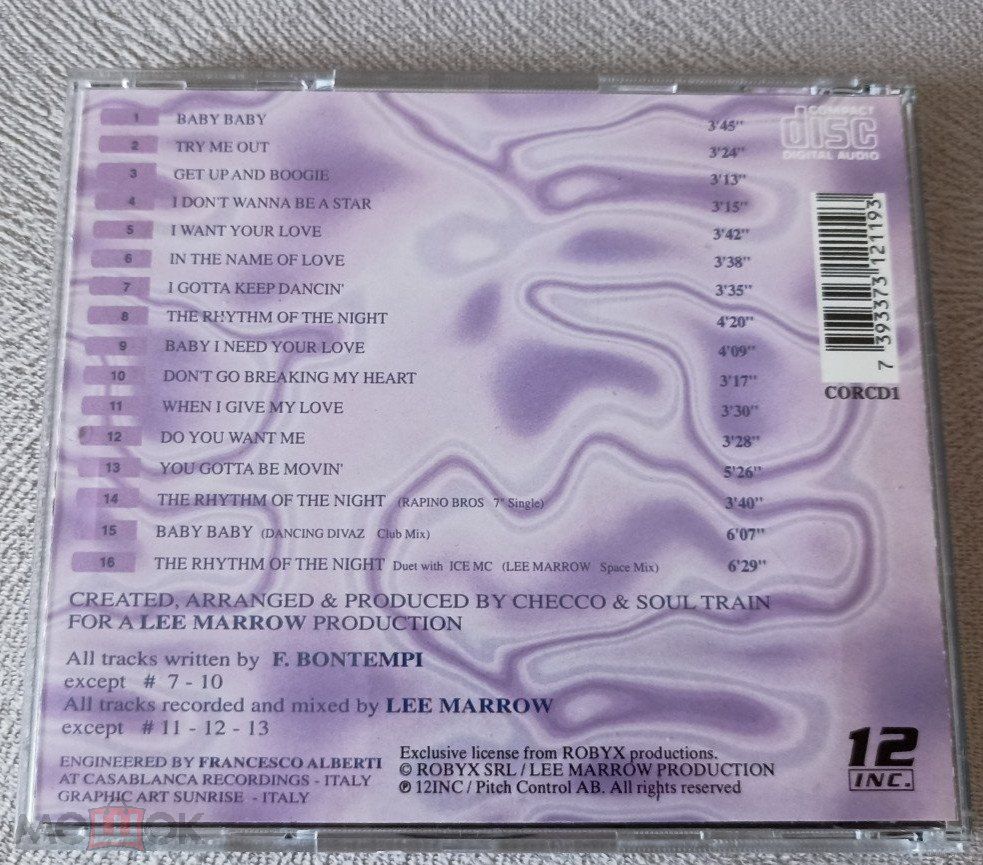 1 BABY BABY 3'45"
2 TRY ME OUT 3'24"
3 GET UP AND BOOGIE 3'13"
4 I DON'T WANNA BE A STAR 3'15"
5 I WANT YOUR LOVE 3'42"
6 IN THE NAME OF LOVE 3'38"
7 I GOTTA KEEP DANCIN' 3'35"
8 THE RHYTHM OF THE NIGHT 4'20"
9 BABY I NEED YOUR LOVE 4'09"
10 DON'T GO BREAKING MY HEART 3'17"
11 WHEN I GIVE MY LOVE 3'30"
12 DO YOU WANT ME 3'28"
13 YOU GOTTA BE MOVIN' 5'26"
14 THE RHYTHM OF THE NIGHT (RAPINO BROS 7" Single) 3'40"
15 BABY BABY (DANCING DIVAZ Club Mix) 6'07"
16 THE RHYTHM OF THE NIGHT Duet with ICE MC (LEE MARROW Space Mix) 6'29"
COMPACT
disc
DIGITAL AUDIO
7 393373 121193
CORCD1
CREATED, ARRANGED & PRODUCED BY CHECCO & SOUL TRAIN
FOR A LEE MARROW PRODUCTION
All tracks written by F. BONTEMPI
except # 7 - 10
All tracks recorded and mixed by LEE MARROW
except # 11 - 12 - 13
ENGINEERED BY FRANCESCO ALBERTI
AT CASABLANCA RECORDINGS - ITALY
GRAPHIC ART SUNRISE - ITALY
Exclusive license from ROBYX productions.
© ROBYX SRL / LEE MARROW PRODUCTION
℗ 12INC / Pitch Control AB. All rights reserved
12
INC.
МЕШОК